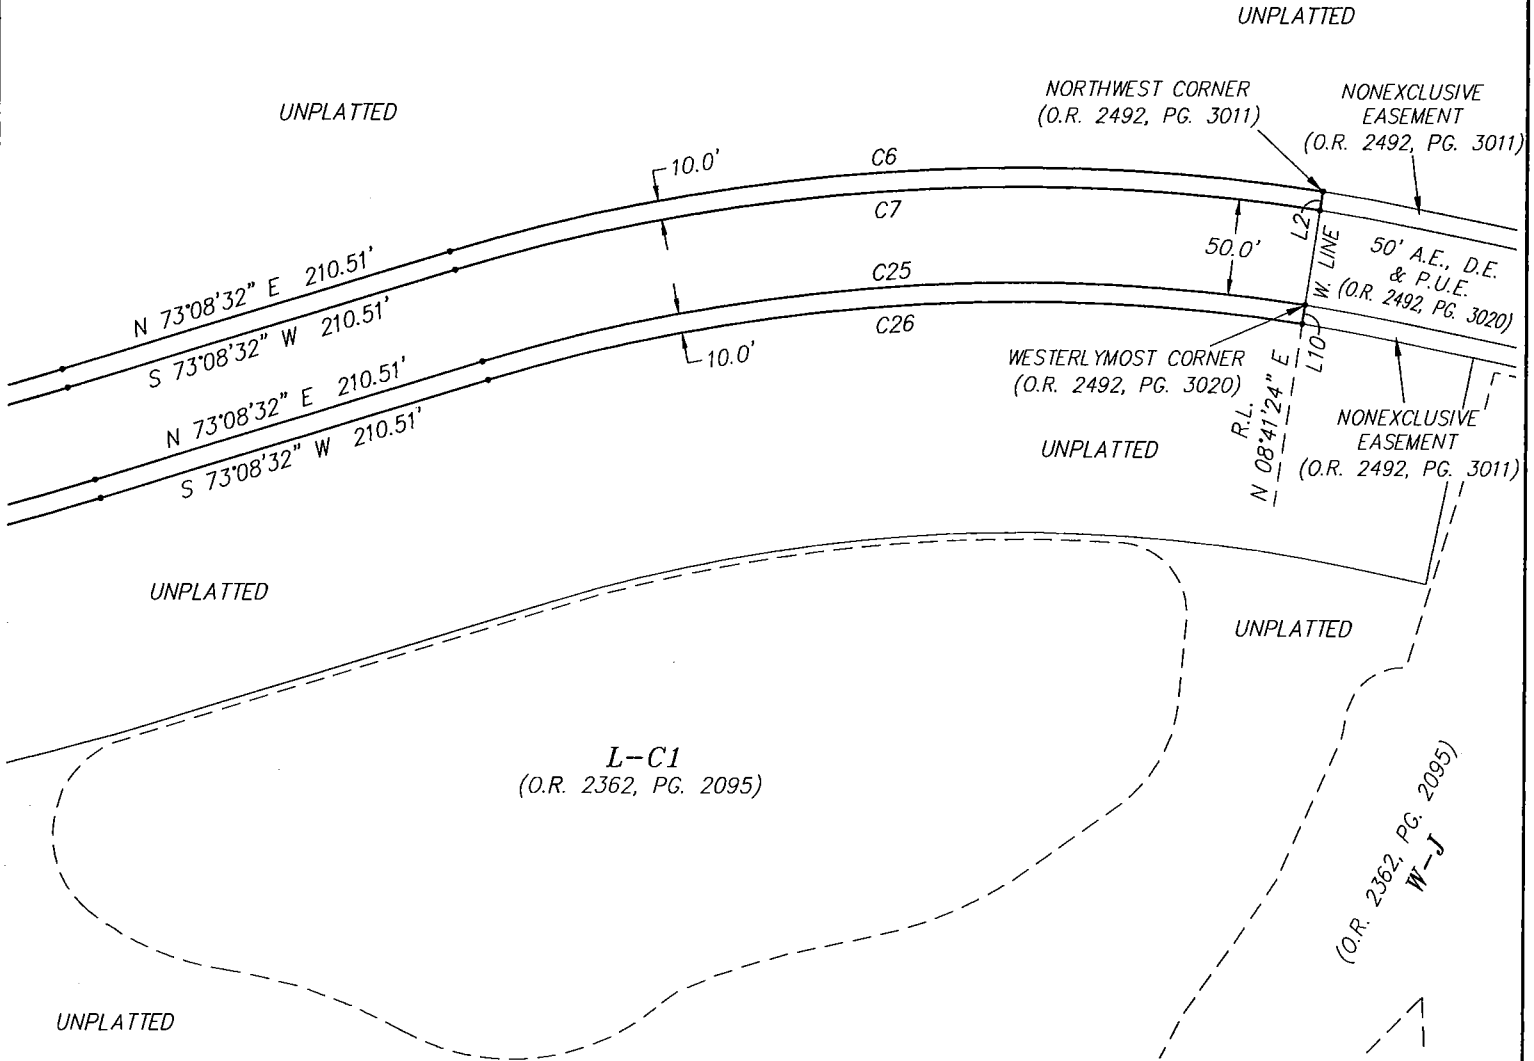 UNPLATTED
UNPLATTED
NORTHWEST CORNER
(O.R. 2492, PG. 3011)
NONEXCLUSIVE
EASEMENT
(O.R. 2492, PG. 3011)
10.0'
C6
C7
L2
W. LINE
50.0'
50' A.E., D.E.
& P.U.E.
(O.R. 2492, PG. 3020)
N 73°08'32" E 210.51'
S 73°08'32" W 210.51'
C25
C26
10.0'
N 73°08'32" E 210.51'
S 73°08'32" W 210.51'
WESTERLYMOST CORNER
(O.R. 2492, PG. 3020)
L10
R.L.
N 08°41'24" E
NONEXCLUSIVE
EASEMENT
(O.R. 2492, PG. 3011)
UNPLATTED
UNPLATTED
UNPLATTED
L-C1
(O.R. 2362, PG. 2095)
(O.R. 2362, PG. 2095)
W-J
UNPLATTED